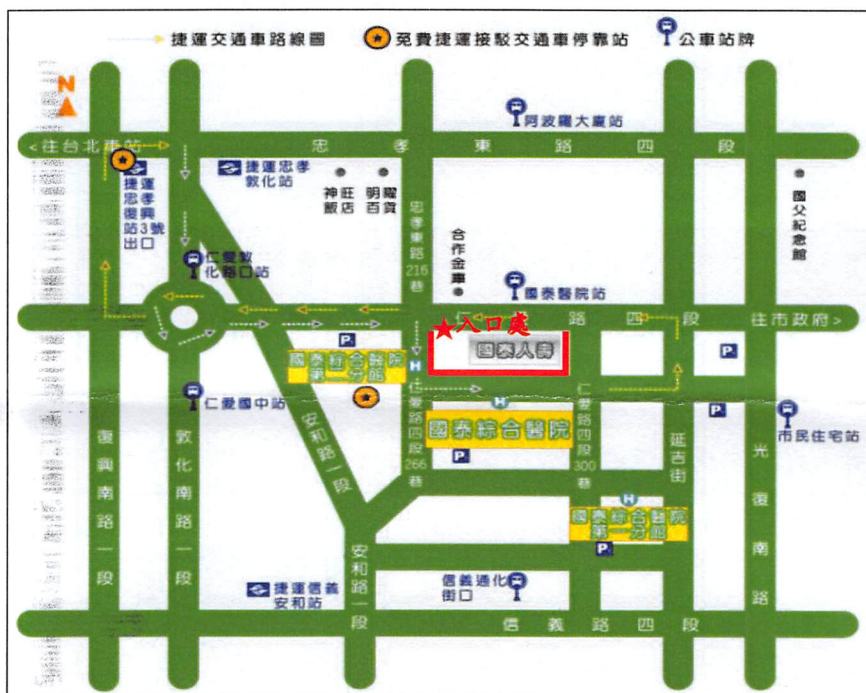 捷運交通車路線圖
免費捷運接駁交通車停靠站
公車站牌
N
阿波羅大廈站
<往台北車站
忠孝東路四段
捷運忠孝復興站3號出口
捷運忠孝
敦化站
神旺
飯店
明曜
百貨
忠孝東路216巷
合作金庫
國父紀念館
仁愛敦
化路口站
國泰醫院站
仁愛路四段
往市政府>
★入口處
國泰人壽
P
國泰綜合醫院
第二分館
H
P
仁愛國中站
H
國泰綜合醫院
P
P
市民住宅站
復興南路一段
敦化南路一段
安和路一段
仁愛路四段266巷
仁愛路四段300巷
延吉街
光復南路
H
國泰綜合醫院
第一分館
P
安和路一段
捷運信義
安和站
信義通化
街口
信義路四段